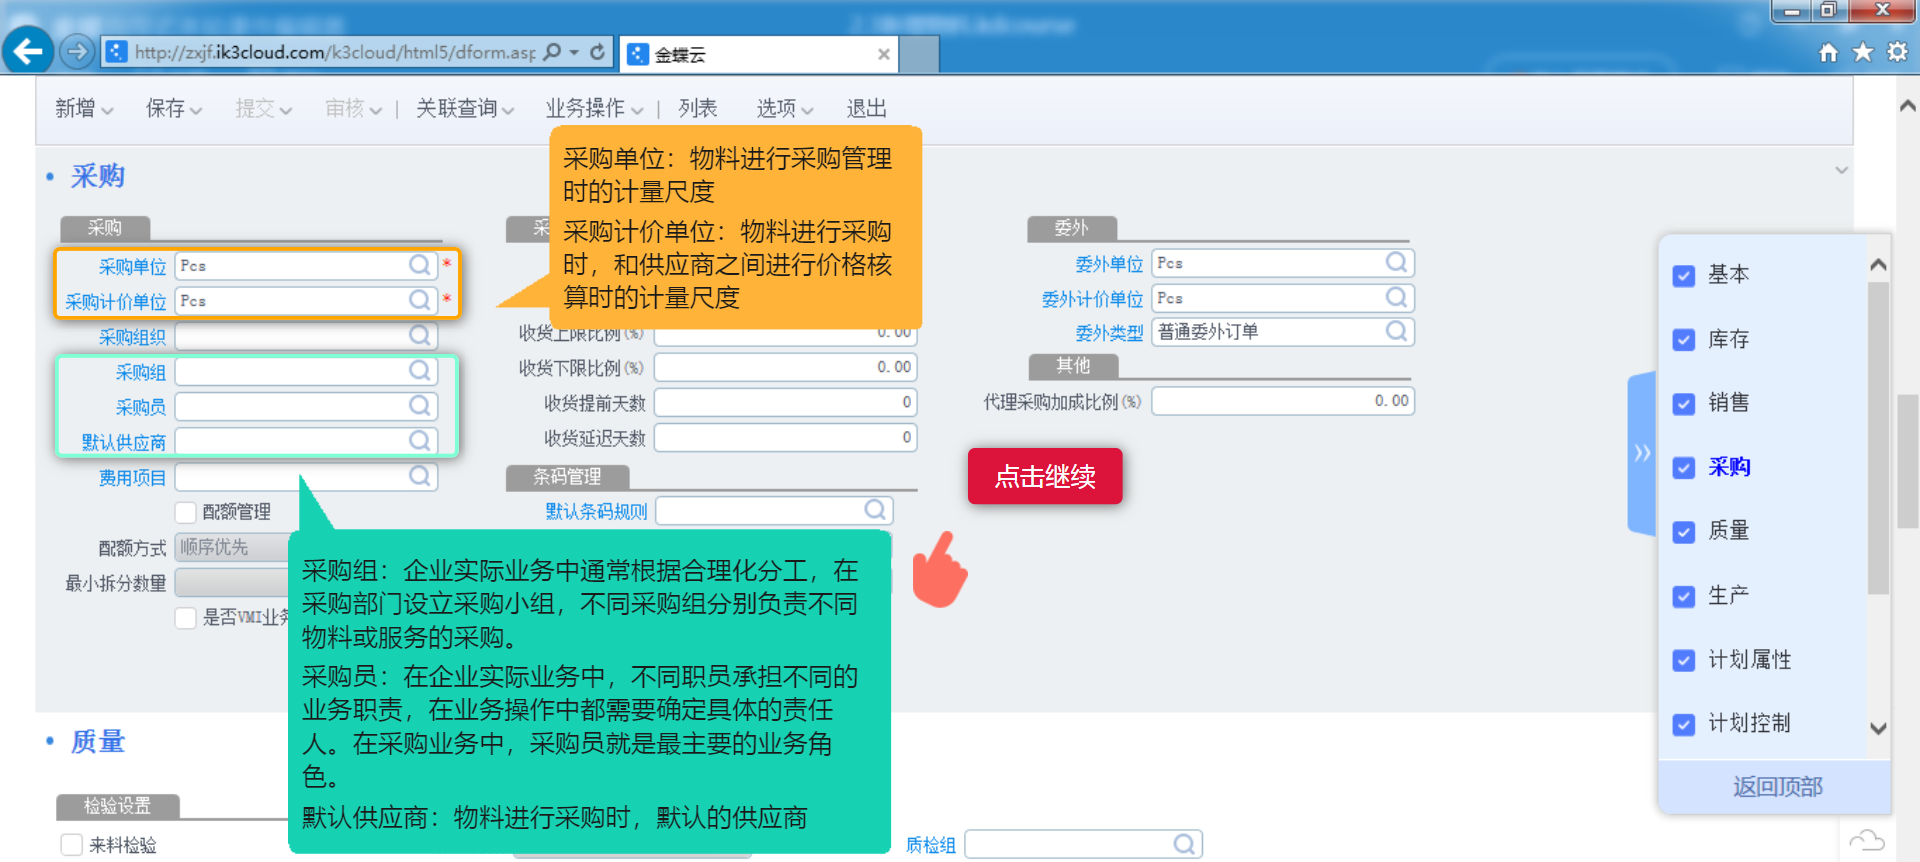 http://zxjf.ik3cloud.com/k3cloud/html5/dform.asp
金蝶云
新增 保存 提交 审核 | 关联查询 业务操作 | 列表 选项 退出
采购
采购
采购单位 Pcs *
采购计价单位 Pcs *
采购组织
采购组
采购员
默认供应商
费用项目
配额管理
配额方式 顺序优先
最小拆分数量
是否VMI业务
采购单位：物料进行采购管理
时的计量尺度
采购计价单位：物料进行采购
时，和供应商之间进行价格核
算时的计量尺度
采
收货上限比例(%) 0.00
收货下限比例(%) 0.00
收货提前天数 0
收货延迟天数 0
条码管理
默认条码规则
委外
委外单位 Pcs
委外计价单位 Pcs
委外类型 普通委外订单
其他
代理采购加成比例(%) 0.00
点击继续
采购组：企业实际业务中通常根据合理化分工，在
采购部门设立采购小组，不同采购组分别负责不同
物料或服务的采购。
采购员：在企业实际业务中，不同职员承担不同的
业务职责，在业务操作中都需要确定具体的责任
人。在采购业务中，采购员就是最主要的业务角
色。
默认供应商：物料进行采购时，默认的供应商
基本
库存
销售
采购
质量
生产
计划属性
计划控制
返回顶部
质量
检验设置
来料检验
质检组